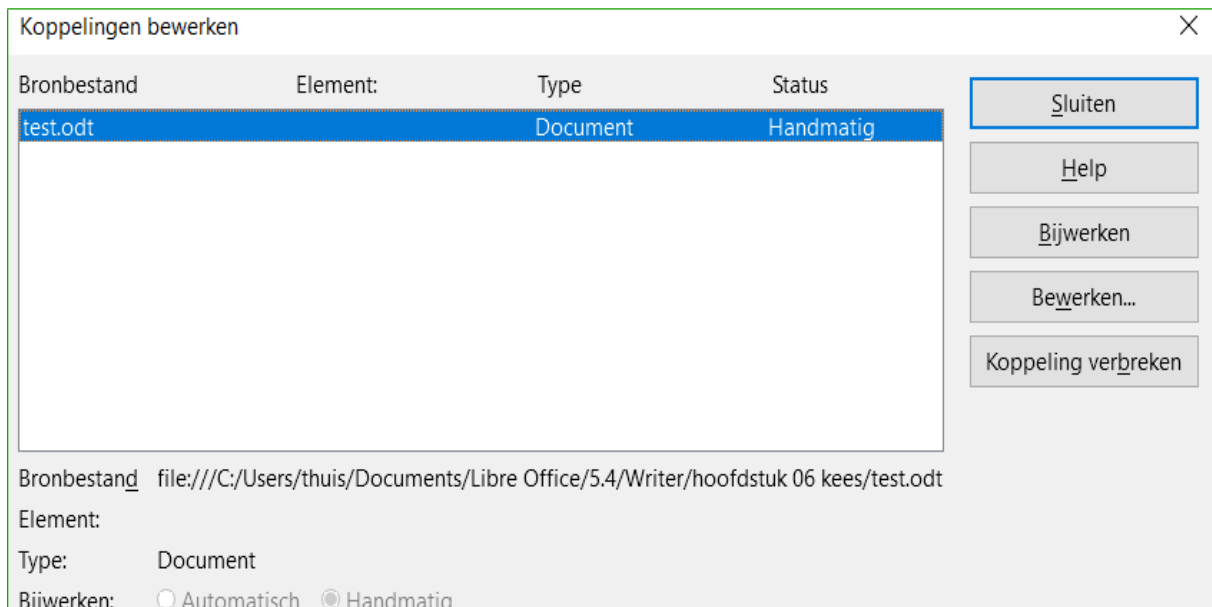 Koppelingen bewerken
Bronbestand Element: Type Status
test.odt Document Handmatig
Sluiten
Help
Bijwerken
Bewerken...
Koppeling verbreken
Bronbestand file:///C:/Users/thuis/Documents/Libre Office/5.4/Writer/hoofdstuk 06 kees/test.odt
Element:
Type: Document
Bijwerken: Automatisch Handmatig